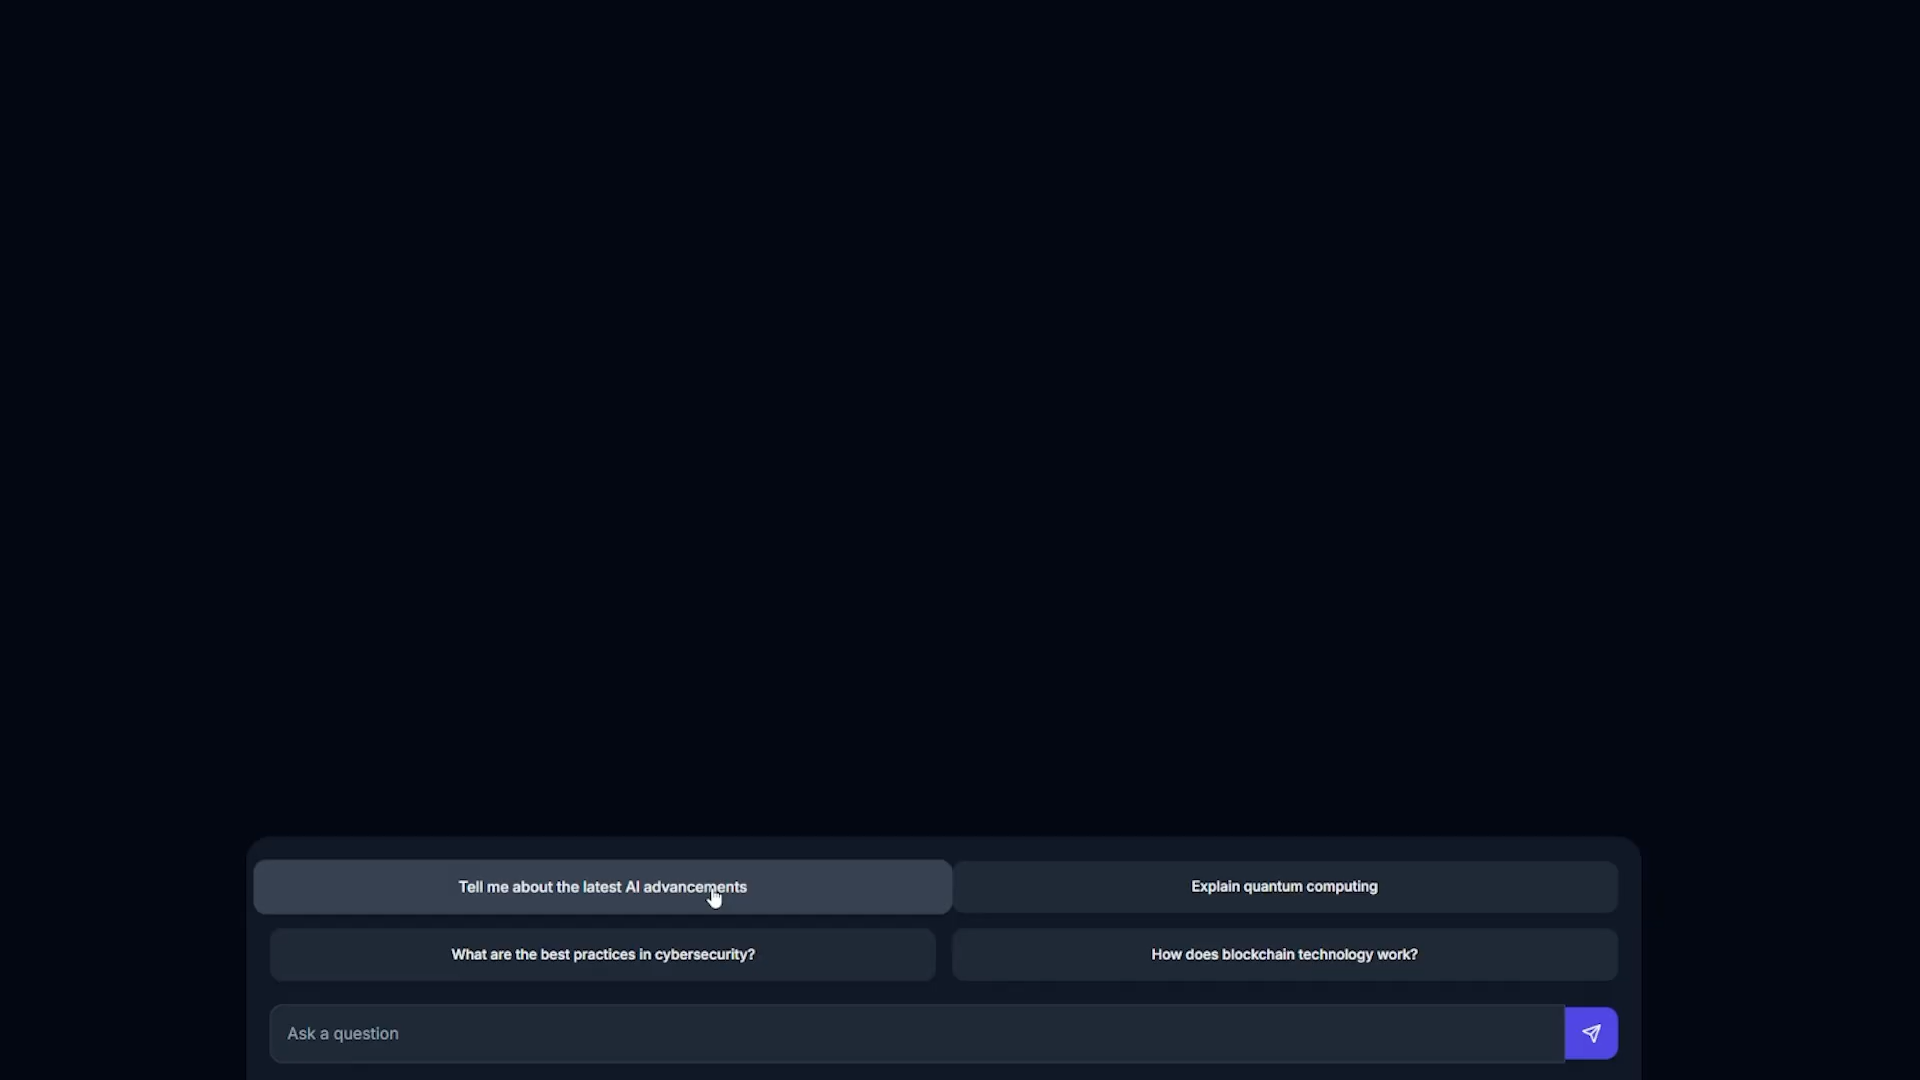 Tell me about the latest AI advancements
Explain quantum computing
What are the best practices in cybersecurity?
How does blockchain technology work?
Ask a question